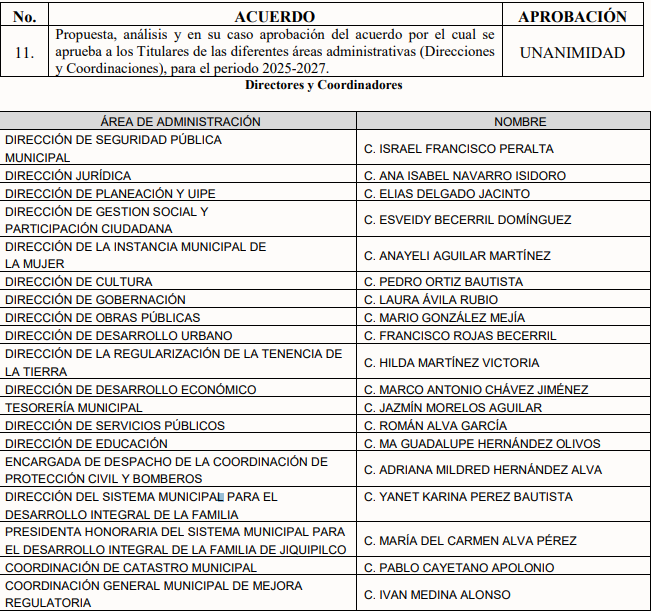 No. ACUERDO APROBACIÓN
Propuesta, análisis y en su caso aprobación del acuerdo por el cual se
11. aprueba a los Titulares de las diferentes áreas administrativas (Direcciones UNANIMIDAD
y Coordinaciones), para el periodo 2025-2027.
Directores y Coordinadores
ÁREA DE ADMINISTRACIÓN NOMBRE
DIRECCIÓN DE SEGURIDAD PÚBLICA
MUNICIPAL
C. ISRAEL FRANCISCO PERALTA
DIRECCIÓN JURÍDICA C. ANA ISABEL NAVARRO ISIDORO
DIRECCIÓN DE PLANEACIÓN Y UIPE C. ELIAS DELGADO JACINTO
DIRECCIÓN DE GESTION SOCIAL Y
PARTICIPACIÓN CIUDADANA
C. ESVEIDY BECERRIL DOMÍNGUEZ
DIRECCIÓN DE LA INSTANCIA MUNICIPAL DE
LA MUJER
C. ANAYELI AGUILAR MARTÍNEZ
DIRECCIÓN DE CULTURA C. PEDRO ORTIZ BAUTISTA
DIRECCIÓN DE GOBERNACIÓN C. LAURA ÁVILA RUBIO
DIRECCIÓN DE OBRAS PÚBLICAS C. MARIO GONZÁLEZ MEJÍA
DIRECCIÓN DE DESARROLLO URBANO C. FRANCISCO ROJAS BECERRIL
DIRECCIÓN DE LA REGULARIZACIÓN DE LA TENENCIA DE
LA TIERRA
C. HILDA MARTÍNEZ VICTORIA
DIRECCIÓN DE DESARROLLO ECONÓMICO C. MARCO ANTONIO CHÁVEZ JIMÉNEZ
TESORERÍA MUNICIPAL C. JAZMÍN MORELOS AGUILAR
DIRECCIÓN DE SERVICIOS PÚBLICOS C. ROMÁN ALVA GARCÍA
DIRECCIÓN DE EDUCACIÓN C. MA GUADALUPE HERNÁNDEZ OLIVOS
ENCARGADA DE DESPACHO DE LA COORDINACIÓN DE
PROTECCIÓN CIVIL Y BOMBEROS
C. ADRIANA MILDRED HERNÁNDEZ ALVA
DIRECCIÓN DEL SISTEMA MUNICIPAL PARA EL C. YANET KARINA PEREZ BAUTISTA
DESARROLLO INTEGRAL DE LA FAMILIA
PRESIDENTA HONORARIA DEL SISTEMA MUNICIPAL PARA
EL DESARROLLO INTEGRAL DE LA FAMILIA DE JIQUIPILCO
C. MARÍA DEL CARMEN ALVA PÉREZ
COORDINACIÓN DE CATASTRO MUNICIPAL C. PABLO CAYETANO APOLONIO
COORDINACIÓN GENERAL MUNICIPAL DE MEJORA
REGULATORIA
C. IVAN MEDINA ALONSO